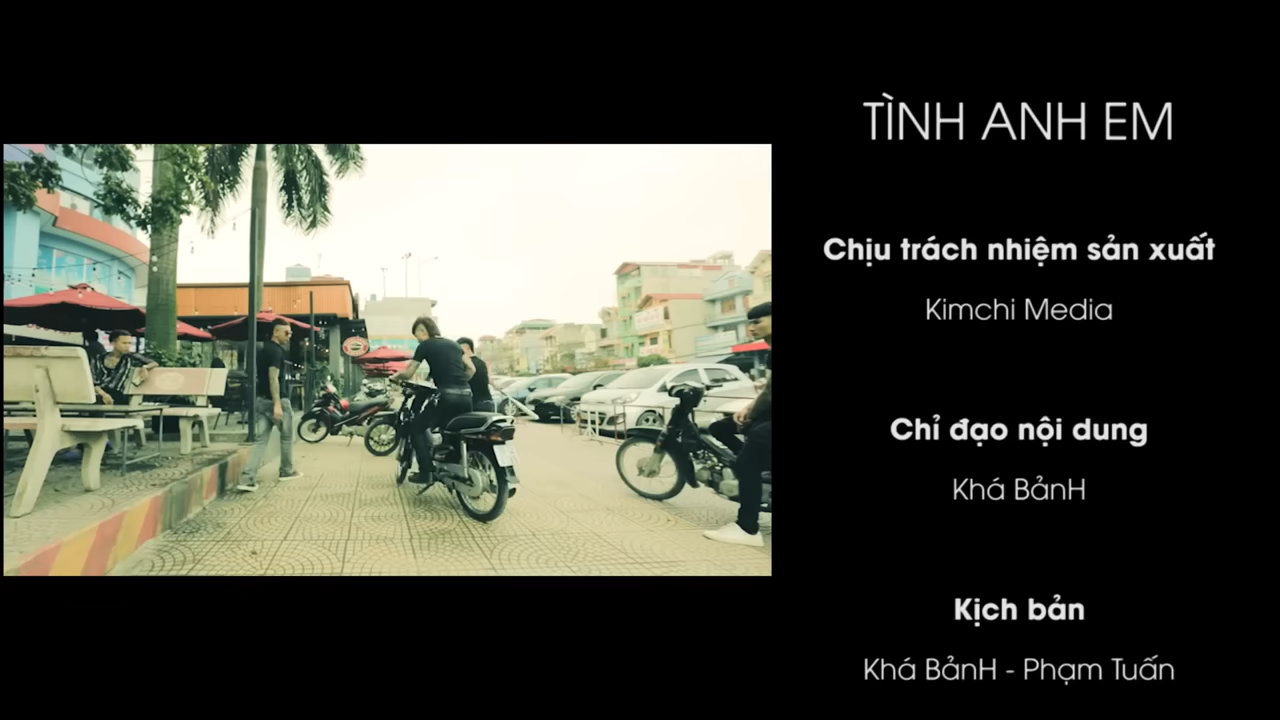 TÌNH ANH EM
Chịu trách nhiệm sản xuất
Kimchi Media
Chỉ đạo nội dung
Khá BảnH
Kịch bản
Khá BảnH - Phạm Tuấn